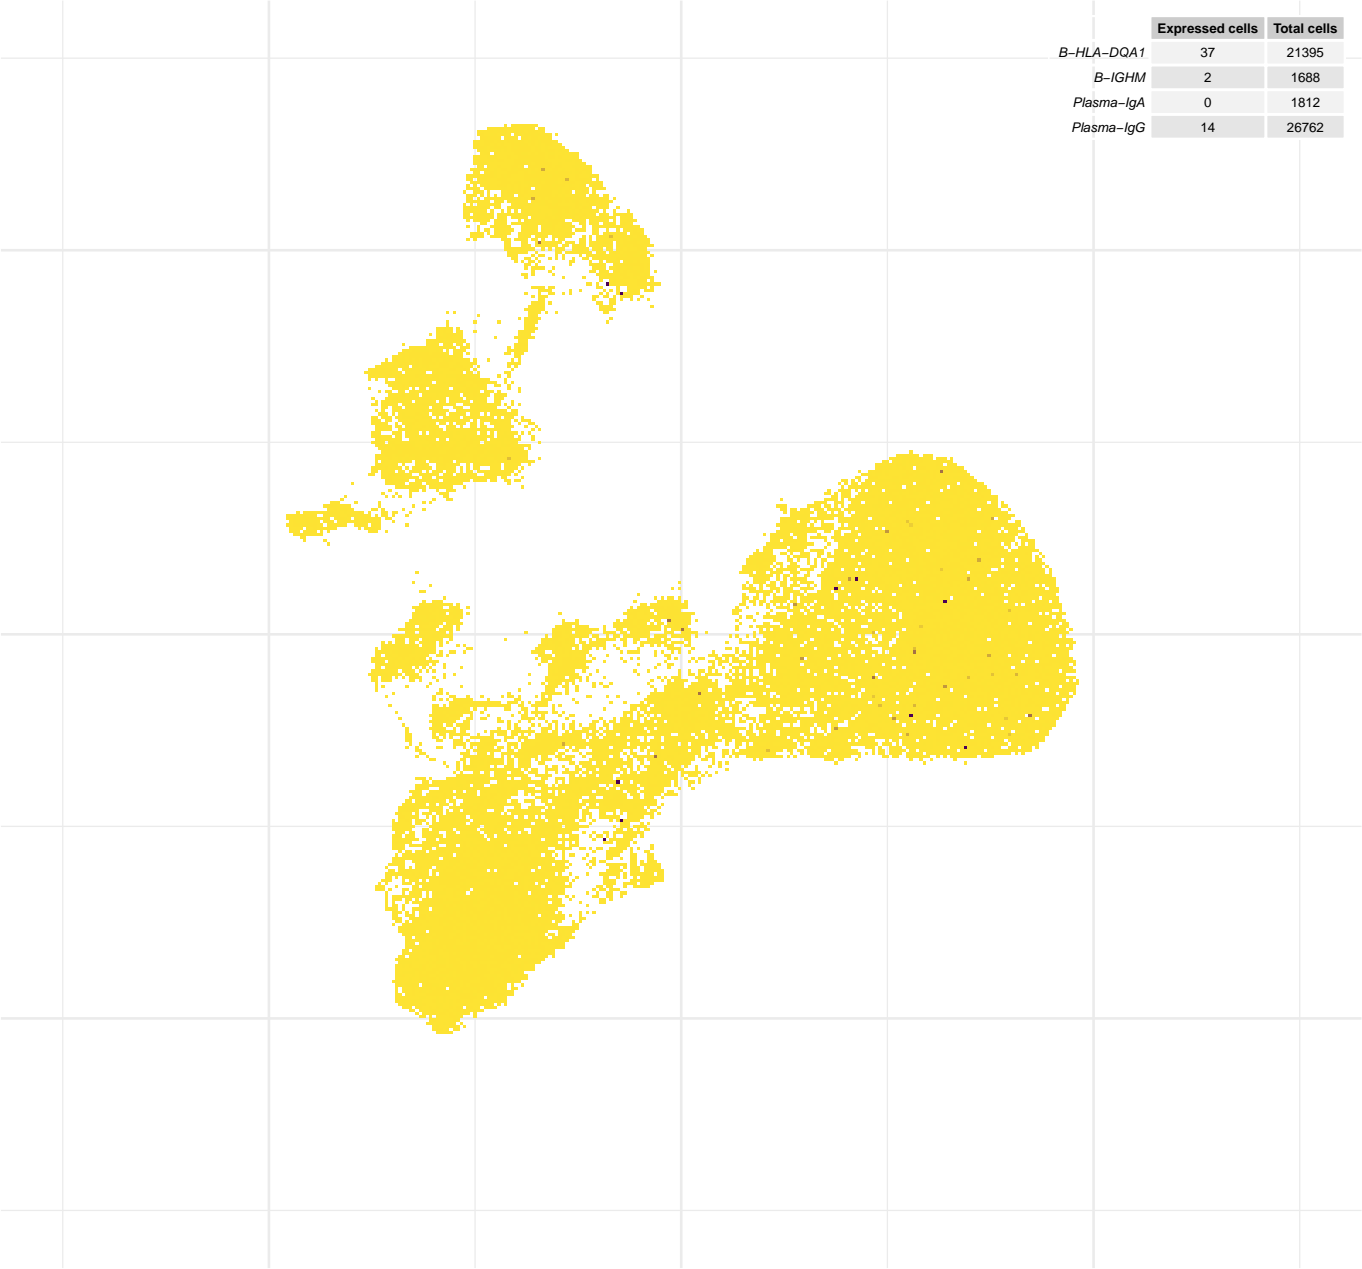 Expressed cells Total cells
B−HLA−DQA1 37 21395
B−IGHM 2 1688
Plasma−IgA 0 1812
Plasma−IgG 14 26762